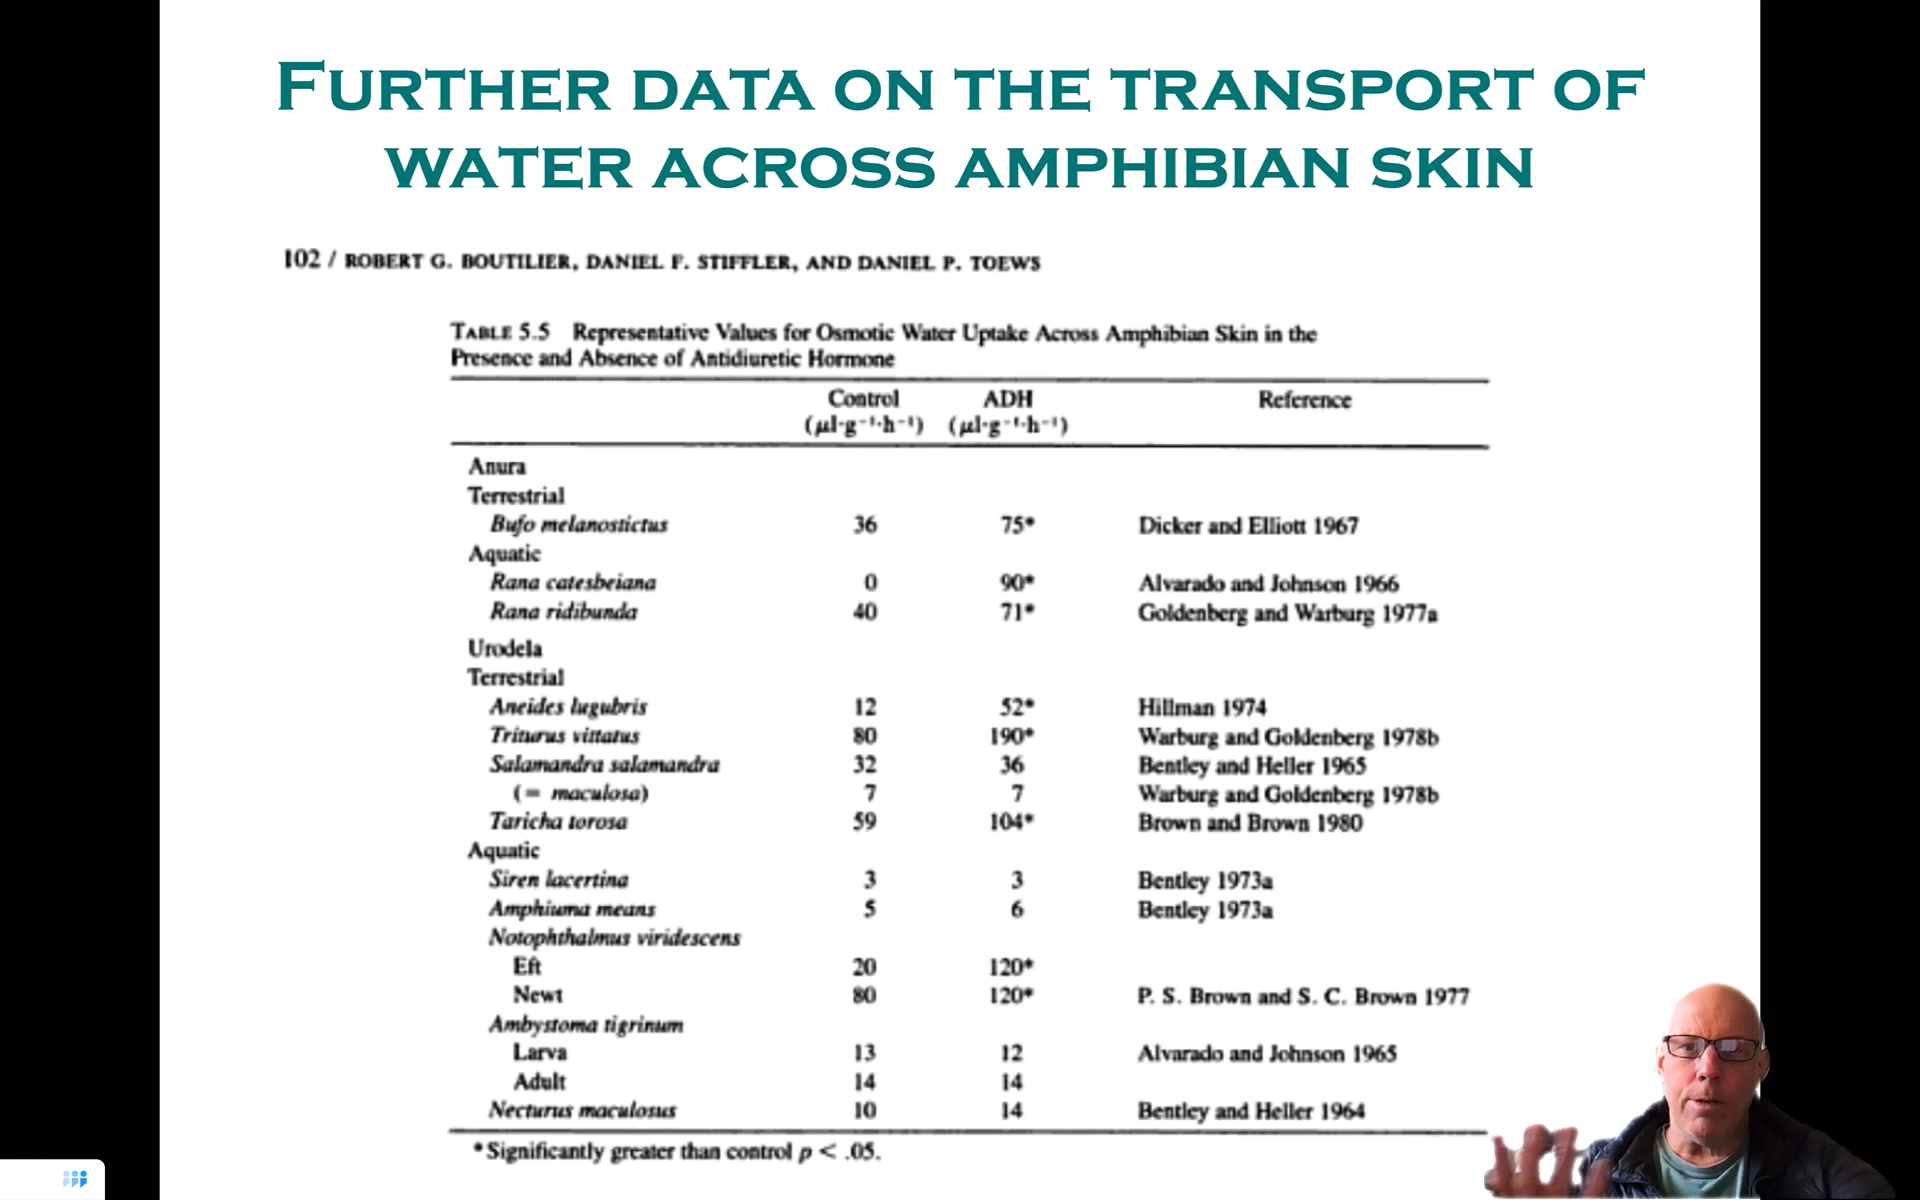 FURTHER DATA ON THE TRANSPORT OF
WATER ACROSS AMPHIBIAN SKIN
102 / ROBERT G. BOUTILIER, DANIEL F. STIFFLER, AND DANIEL P. TOEWS
TABLE 5.5 Representative Values for Osmotic Water Uptake Across Amphibian Skin in the
Presence and Absence of Antidiuretic Hormone
Control ADH Reference
(μl·g⁻¹·h⁻¹) (μl·g⁻¹·h⁻¹)
Anura
Terrestrial
Bufo melanostictus 36 75* Dicker and Elliott 1967
Aquatic
Rana catesbeiana 0 90* Alvarado and Johnson 1966
Rana ridibunda 40 71* Goldenberg and Warburg 1977a
Urodela
Terrestrial
Aneides lugubris 12 52* Hillman 1974
Triturus vittatus 80 190* Warburg and Goldenberg 1978b
Salamandra salamandra 32 36 Bentley and Heller 1965
(= maculosa) 7 7 Warburg and Goldenberg 1978b
Taricha torosa 59 104* Brown and Brown 1980
Aquatic
Siren lacertina 3 3 Bentley 1973a
Amphiuma means 5 6 Bentley 1973a
Notophthalmus viridescens
Eft 20 120*
Newt 80 120* P. S. Brown and S. C. Brown 1977
Ambystoma tigrinum
Larva 13 12 Alvarado and Johnson 1965
Adult 14 14
Necturus maculosus 10 14 Bentley and Heller 1964
*Significantly greater than control p < .05.